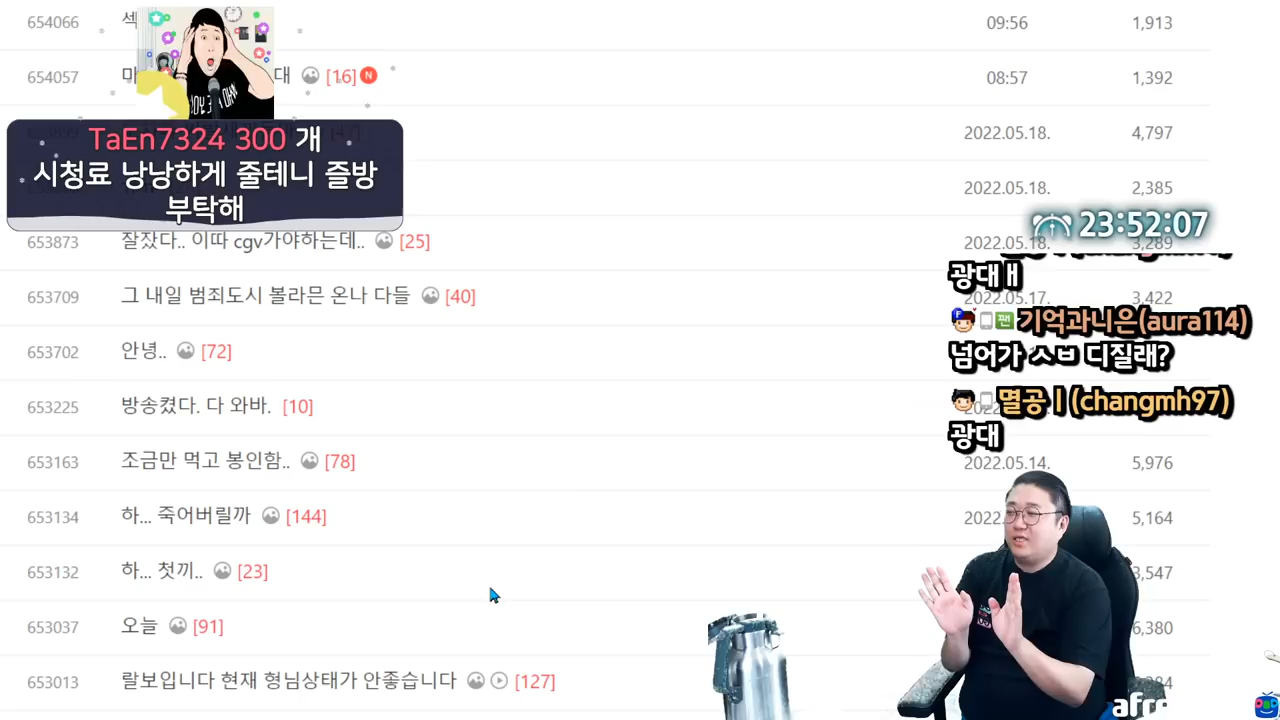 654066 섹 09:56 1,913
654057 마 대 [16] N 08:57 1,392
2022.05.18. 4,797
TaEn7324 300 개
시청료 낭낭하게 줄테니 즐방
부탁해
2022.05.18. 2,385
23:52:07
653873 잘잤다.. 이따 cgv가야하는데.. [25] 2022.05.18. 3,289
광대ㅐ
653709 그 내일 범죄도시 볼라믄 온나 다들 [40] 2022.05.17. 3,422
기억과니은(aura114)
653702 안녕.. [72]
넘어가 ㅅㅂ 디질래?
653225 방송켰다. 다 와바. [10]
멸공ㅣ(changmh97)
광대
653163 조금만 먹고 봉인함.. [78] 2022.05.14. 5,976
653134 하... 죽어버릴까 [144] 2022. 5,164
653132 하... 첫끼.. [23] 3,547
653037 오늘 [91] 6,380
653013 랄보입니다 현재 형님상태가 안좋습니다 [127]